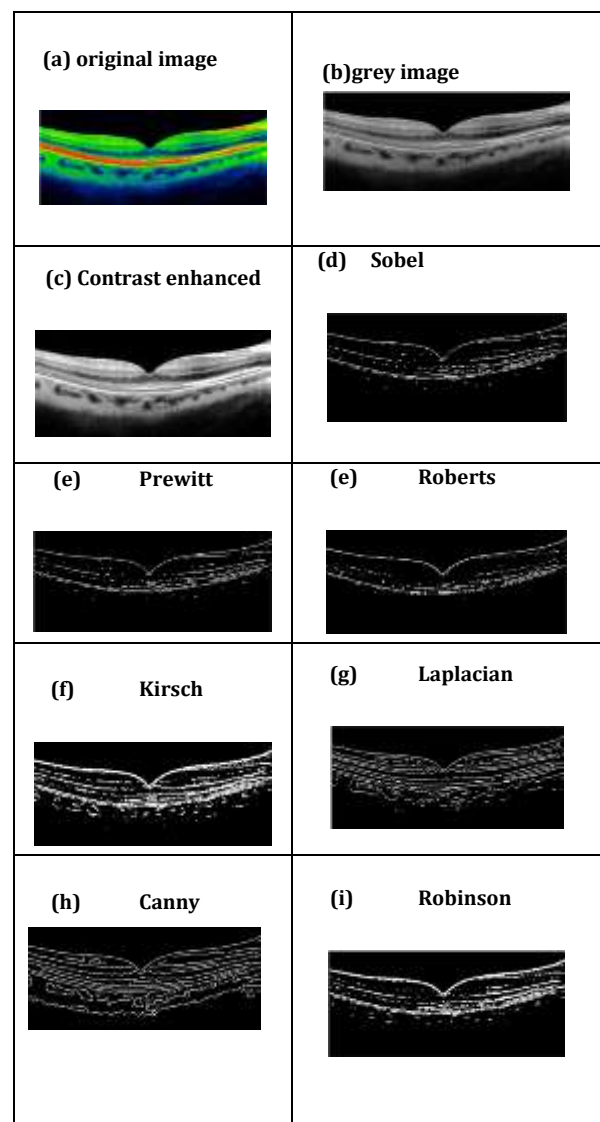 (a) original image
(b)grey image
(c) Contrast enhanced
(d) Sobel
(e) Prewitt
(e) Roberts
(f) Kirsch
(g) Laplacian
(h) Canny
(i) Robinson